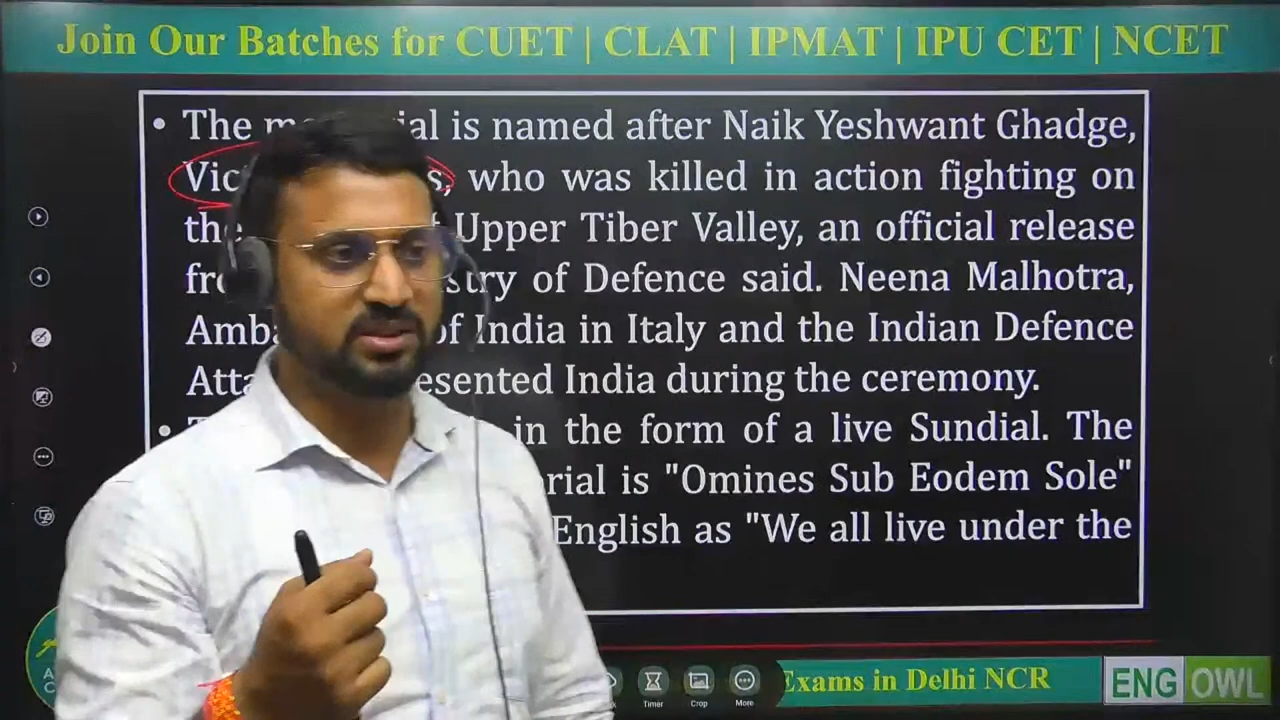 Join Our Batches for CUET | CLAT | IPMAT | IPU CET | NCET
• The ial is named after Naik Yeshwant Ghadge,
Vic s, who was killed in action fighting on
the Upper Tiber Valley, an official release
stry of Defence said. Neena Malhotra,
Amba of India in Italy and the Indian Defence
Atta esented India during the ceremony.
• in the form of a live Sundial. The
rial is "Omines Sub Eodem Sole"
English as "We all live under the
Timer Crop More
Exams in Delhi NCR
ENG OWL